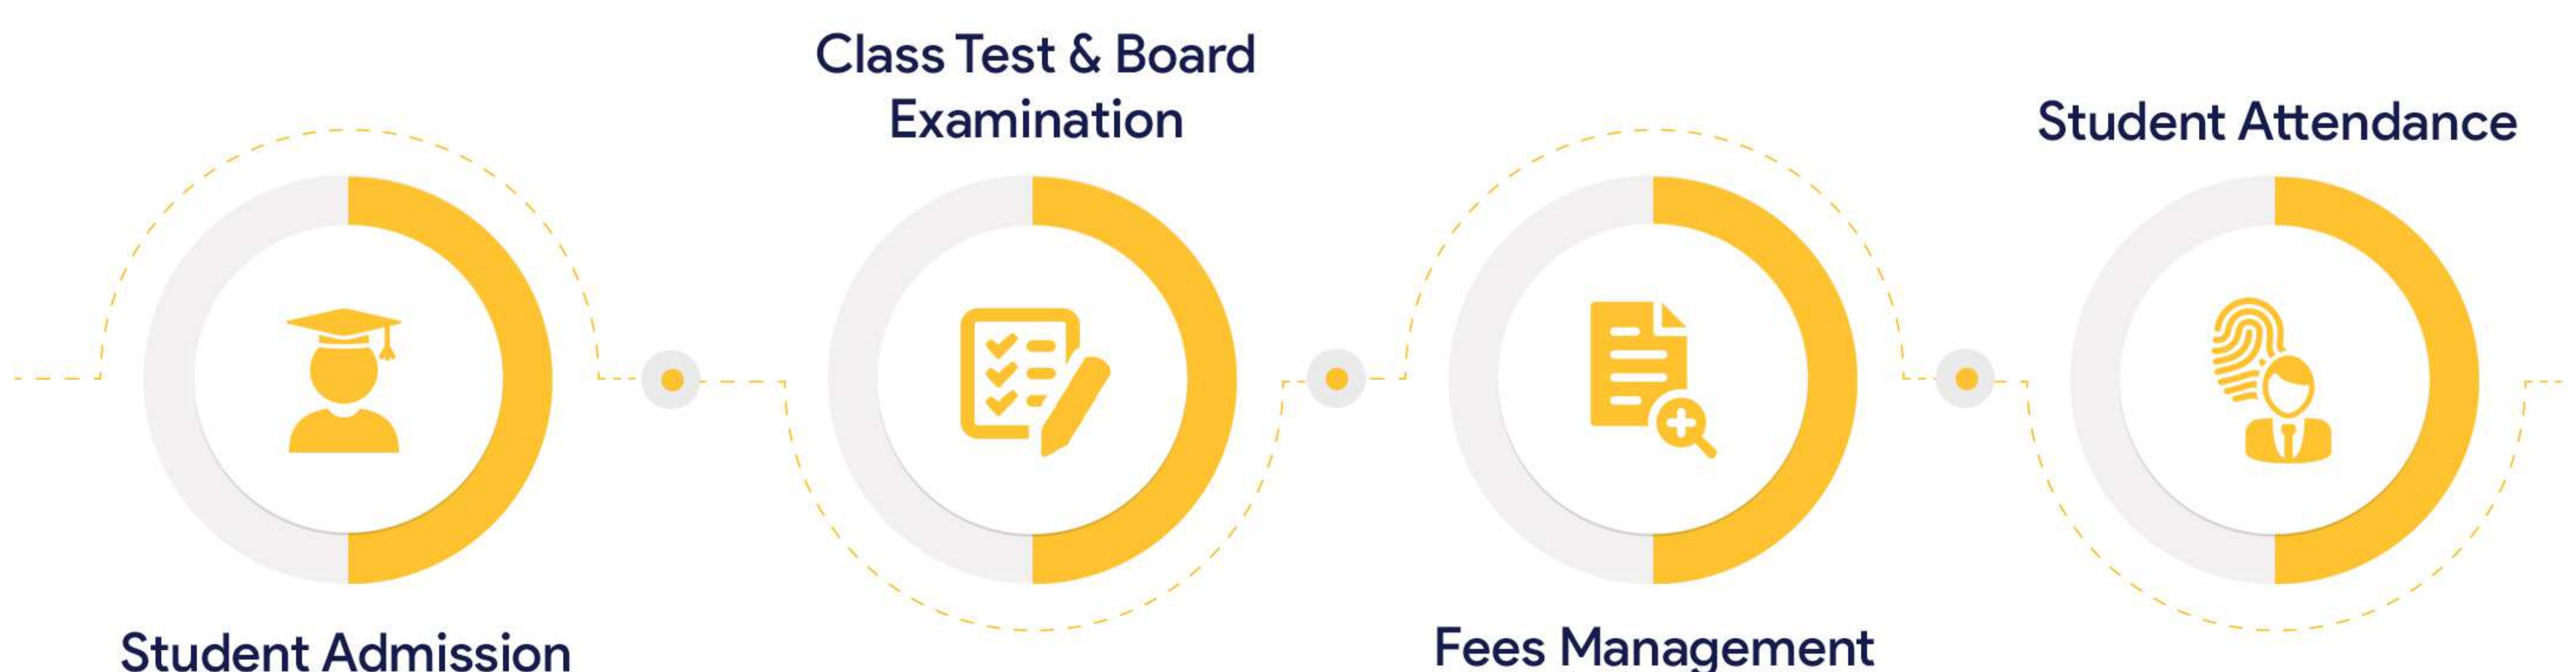 Student Admission
Class Test & Board
Examination
Fees Management
Student Attendance